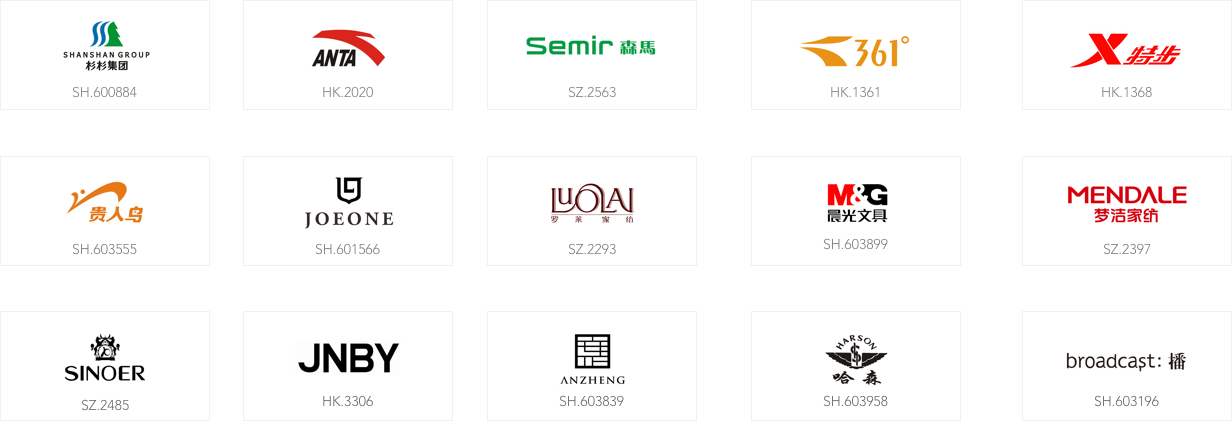 SHANSHAN GROUP
杉杉集团
SH.600884
ANTA
HK.2020
Semir 森馬
SZ.2563
361°
HK.1361
X 特步
HK.1368
贵人鸟
SH.603555
JOEONE
SH.601566
LUOLAI
罗莱家纺
SZ.2293
M&G
晨光文具
SH.603899
MENDALE
梦洁家纺
SZ.2397
SINOER
SZ.2485
JNBY
HK.3306
ANZHENG
SH.603839
HARSON
哈森
SH.603958
broadcast: 播
SH.603196